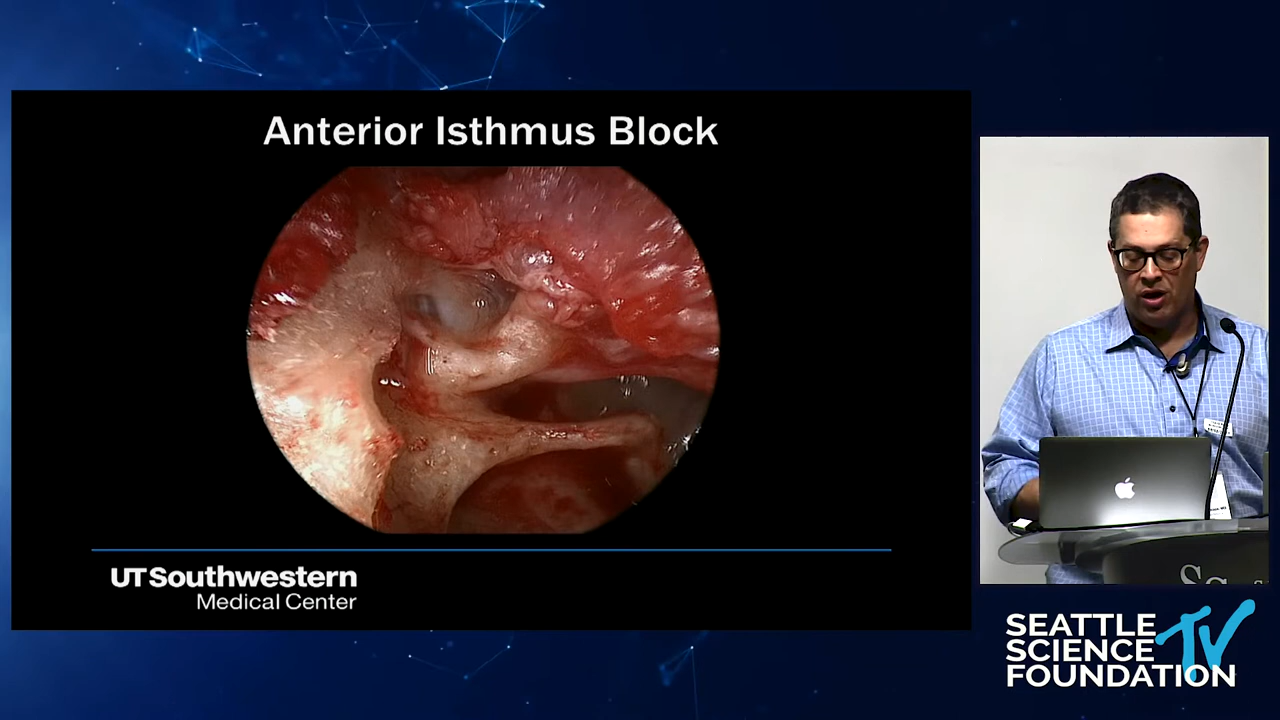 Anterior Isthmus Block
UTSouthwestern
Medical Center
SEATTLE
SCIENCE
FOUNDATION
TV